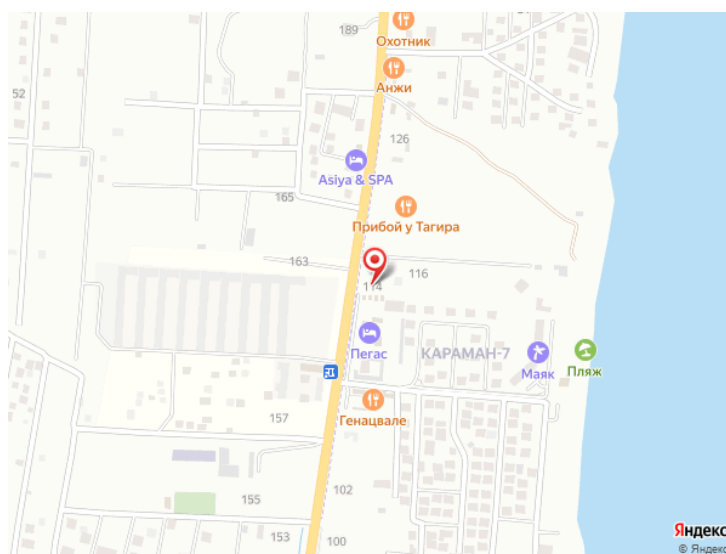 189
Охотник
Анжи
52
126
Asiya & SPA
165
Прибой у Тагира
163
116
114
Пегас
КАРАМАН-7
Маяк
Пляж
Генацвале
157
102
155
153
100
Яндекс
© Яндекс